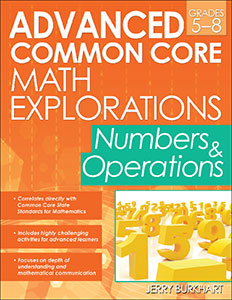 ADVANCED
GRADES
5–8
COMMON CORE
MATH
EXPLORATIONS
Numbers &
Operations
• Correlates directly with
Common Core State
Standards for Mathematics
• Includes highly challenging
activities for advanced learners
• Focuses on depth of
understanding and
mathematical communication
JERRY BURKHART